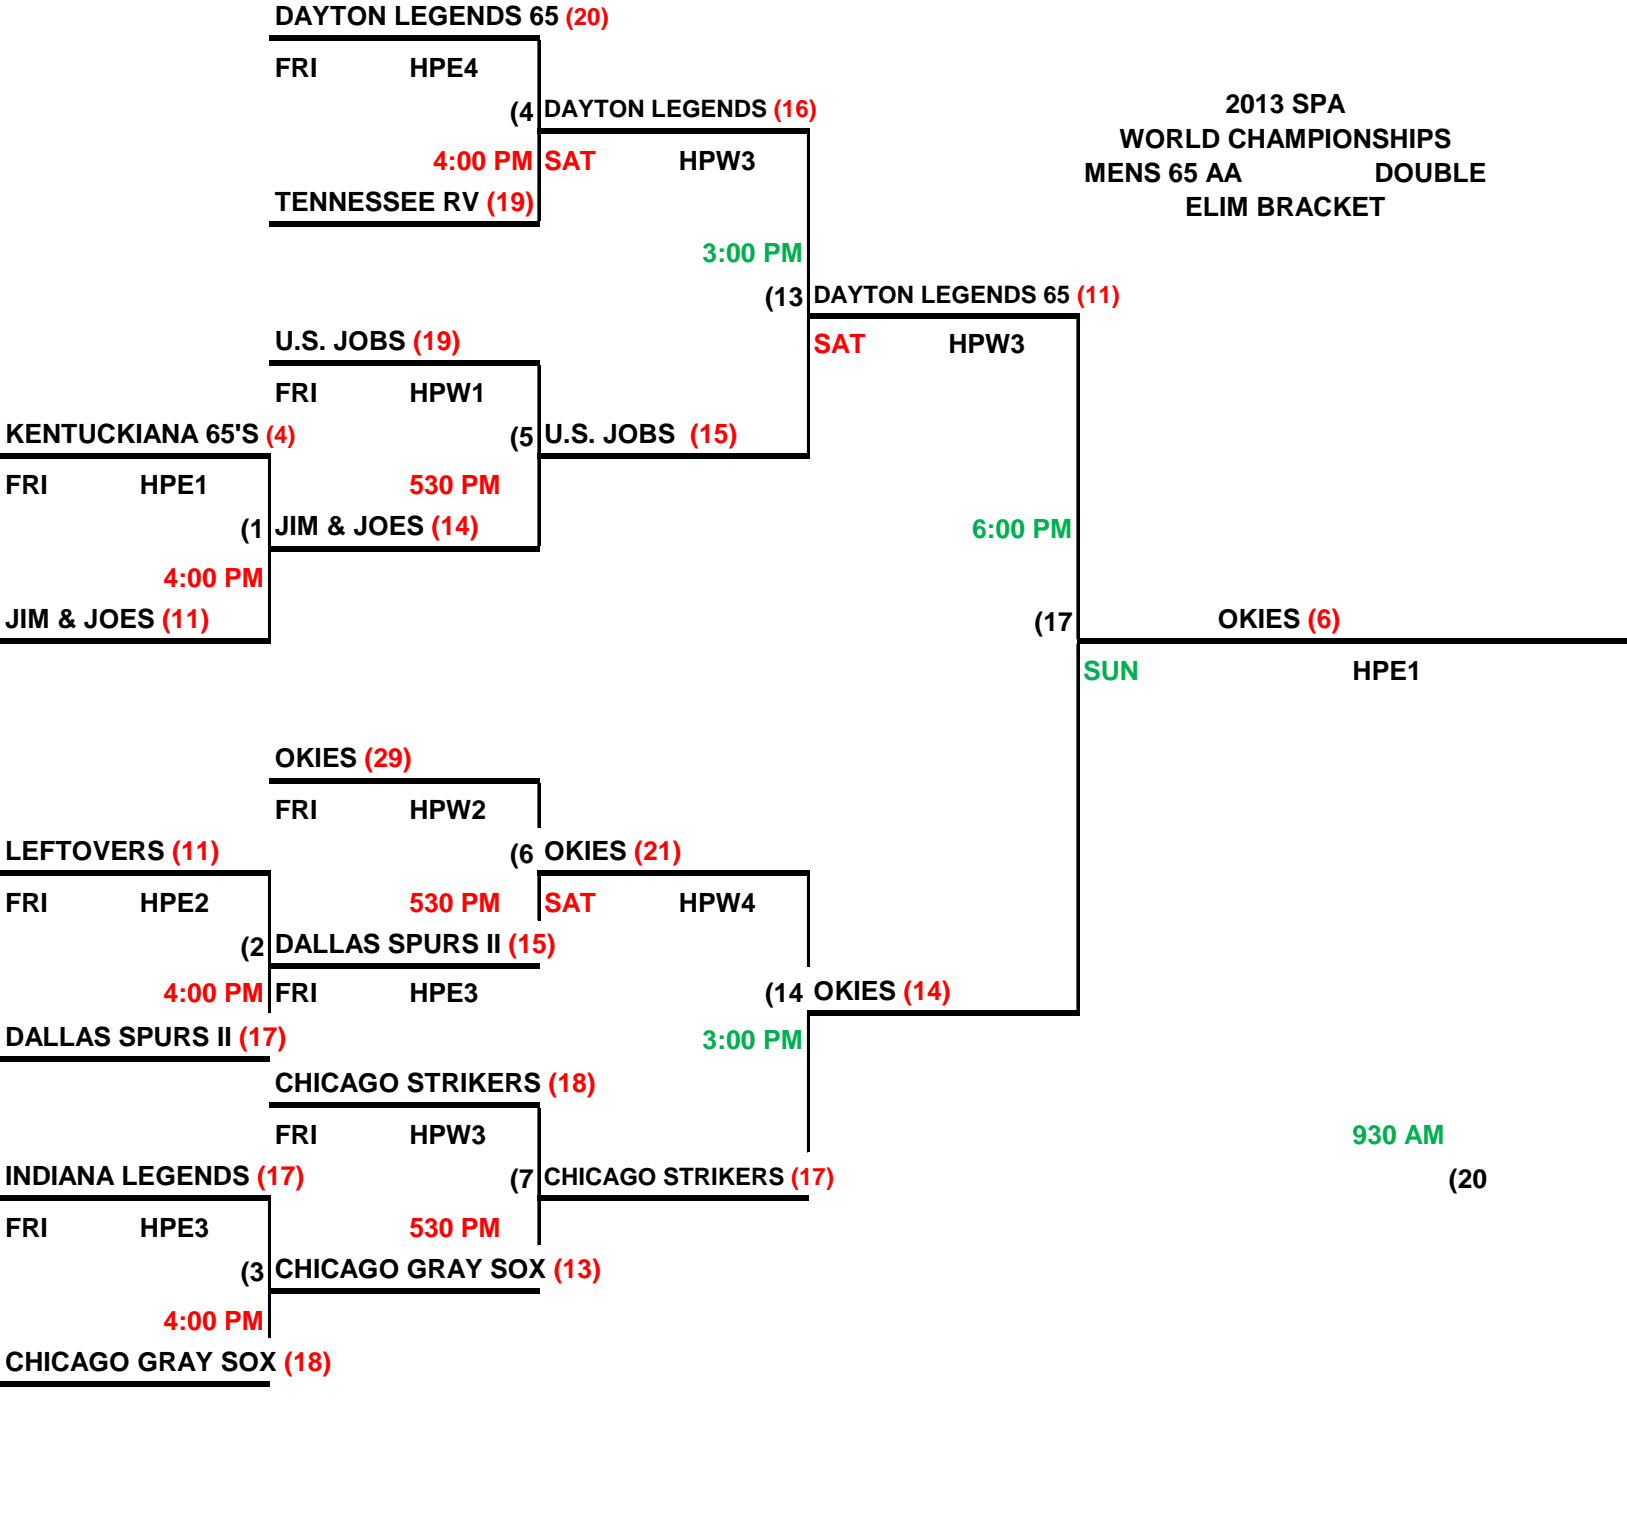 DAYTON LEGENDS 65 (20)
FRI HPE4
2013 SPA
(4 DAYTON LEGENDS (16)
WORLD CHAMPIONSHIPS
4:00 PM SAT HPW3
MENS 65 AA DOUBLE
TENNESSEE RV (19)
ELIM BRACKET
3:00 PM
(13 DAYTON LEGENDS 65 (11)
U.S. JOBS (19)
SAT HPW3
FRI HPW1
KENTUCKIANA 65'S (4)
(5 U.S. JOBS (15)
FRI HPE1
530 PM
(1 JIM & JOES (14)
6:00 PM
4:00 PM
JIM & JOES (11)
(17 OKIES (6)
SUN HPE1
OKIES (29)
FRI HPW2
LEFTOVERS (11)
(6 OKIES (21)
FRI HPE2
530 PM SAT HPW4
(2 DALLAS SPURS II (15)
4:00 PM FRI HPE3
(14 OKIES (14)
DALLAS SPURS II (17)
3:00 PM
CHICAGO STRIKERS (18)
FRI HPW3
930 AM
INDIANA LEGENDS (17)
(7 CHICAGO STRIKERS (17)
(20
FRI HPE3
530 PM
(3 CHICAGO GRAY SOX (13)
4:00 PM
CHICAGO GRAY SOX (18)